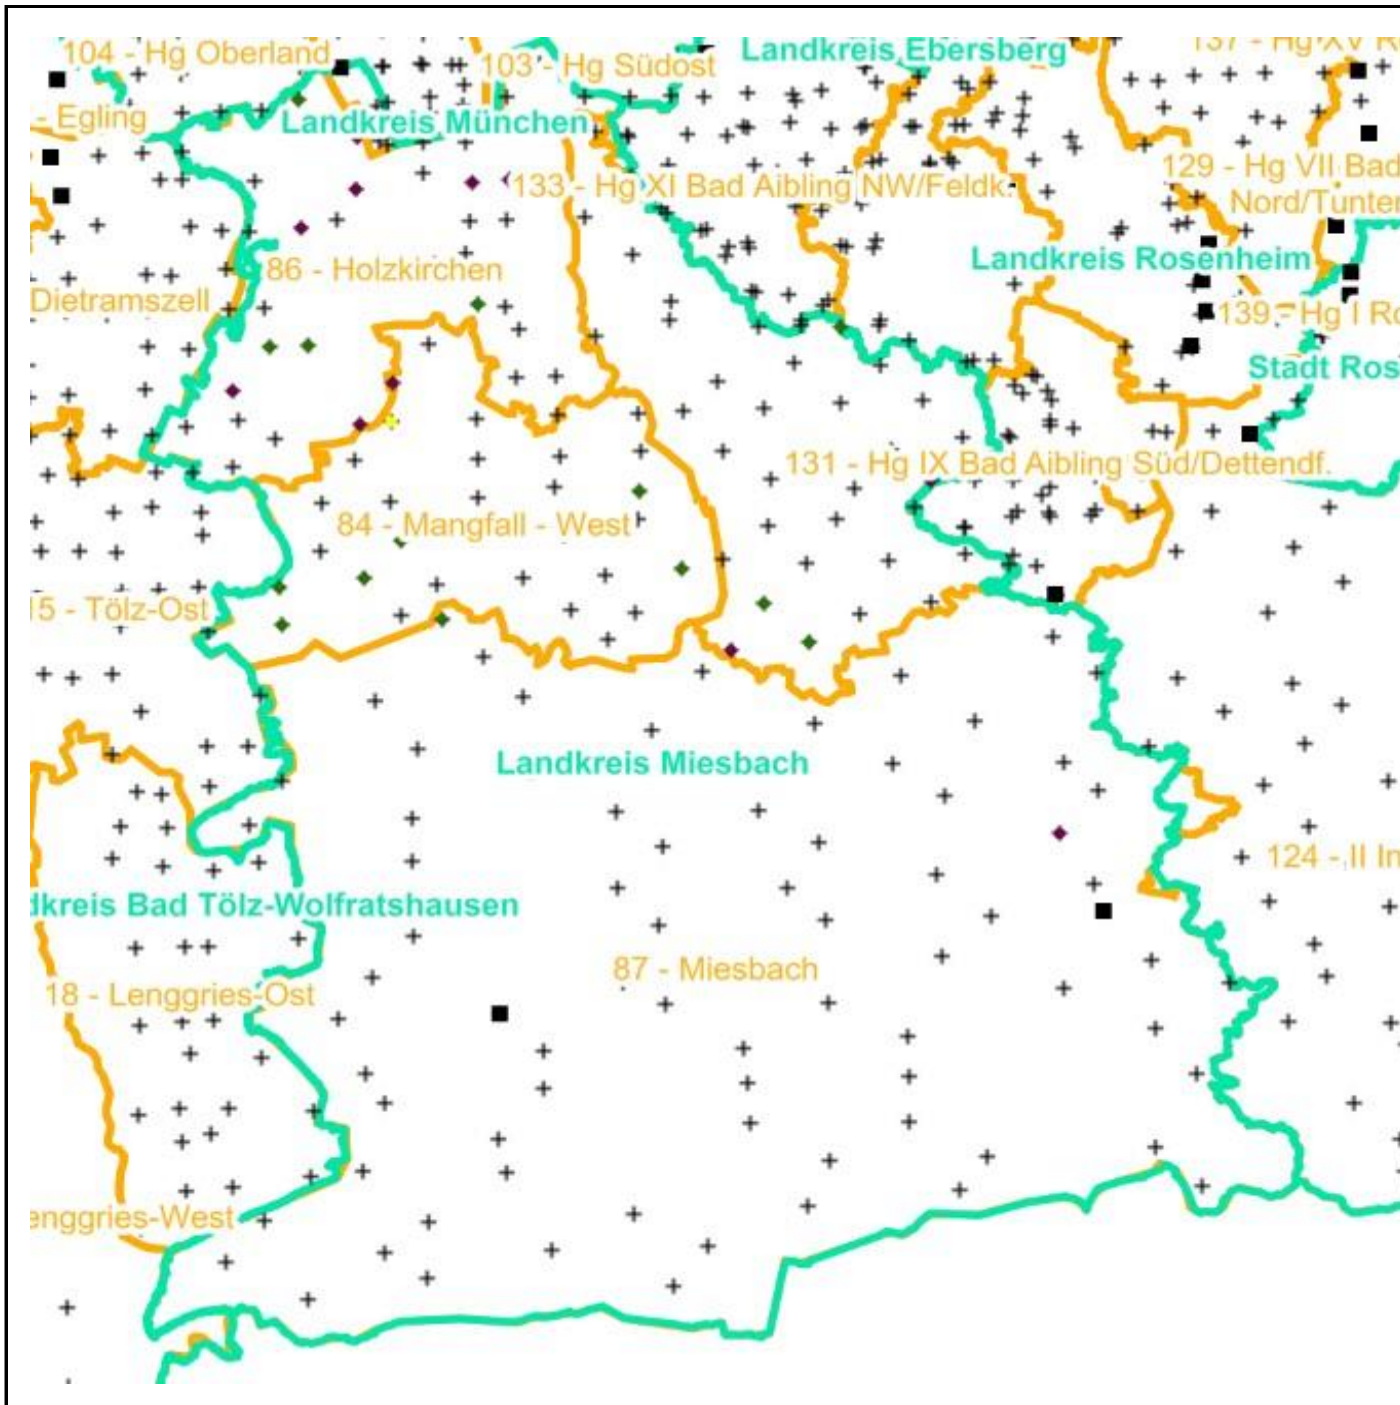 104 - Hg Oberland
103 - Hg Südost
Landkreis Ebersberg
- Egling
Landkreis München
129 - Hg VII Bad
133 - Hg XI Bad Aibling NW/Feldk.
Nord/Tunten
86 - Holzkirchen
Landkreis Rosenheim
Dietramszell
139 - Hg I Ro
Stadt Ros
131 - Hg IX Bad Aibling Süd/Dettendf.
84 - Mangfall - West
15 - Tölz-Ost
Landkreis Miesbach
124 - II In
dkreis Bad Tölz-Wolfratshausen
87 - Miesbach
18 - Lenggries-Ost
enggries-West